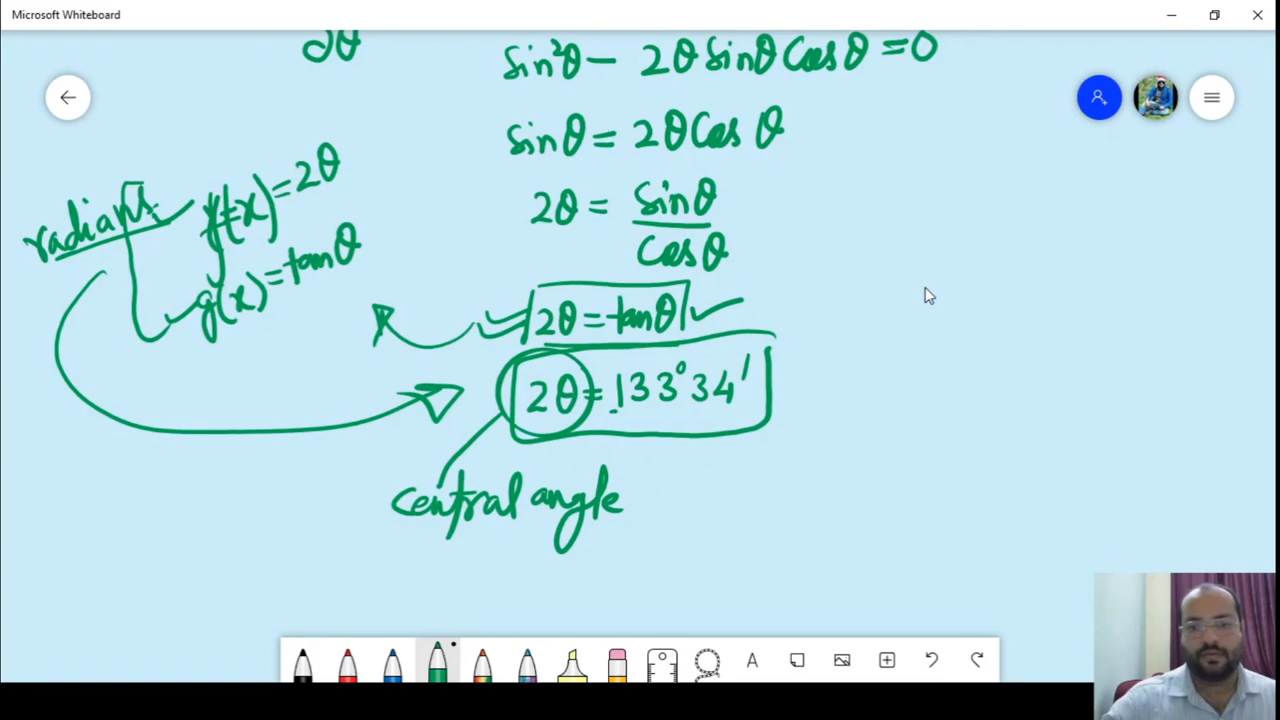 Microsoft Whiteboard
∂θ
sin²θ − 2θ sinθ cosθ = 0
sinθ = 2θ cos θ
radians
f(x) = 2θ
g(x) = tanθ
2θ = sinθ / cosθ
2θ = tanθ
2θ = 133° 34'
central angle
A